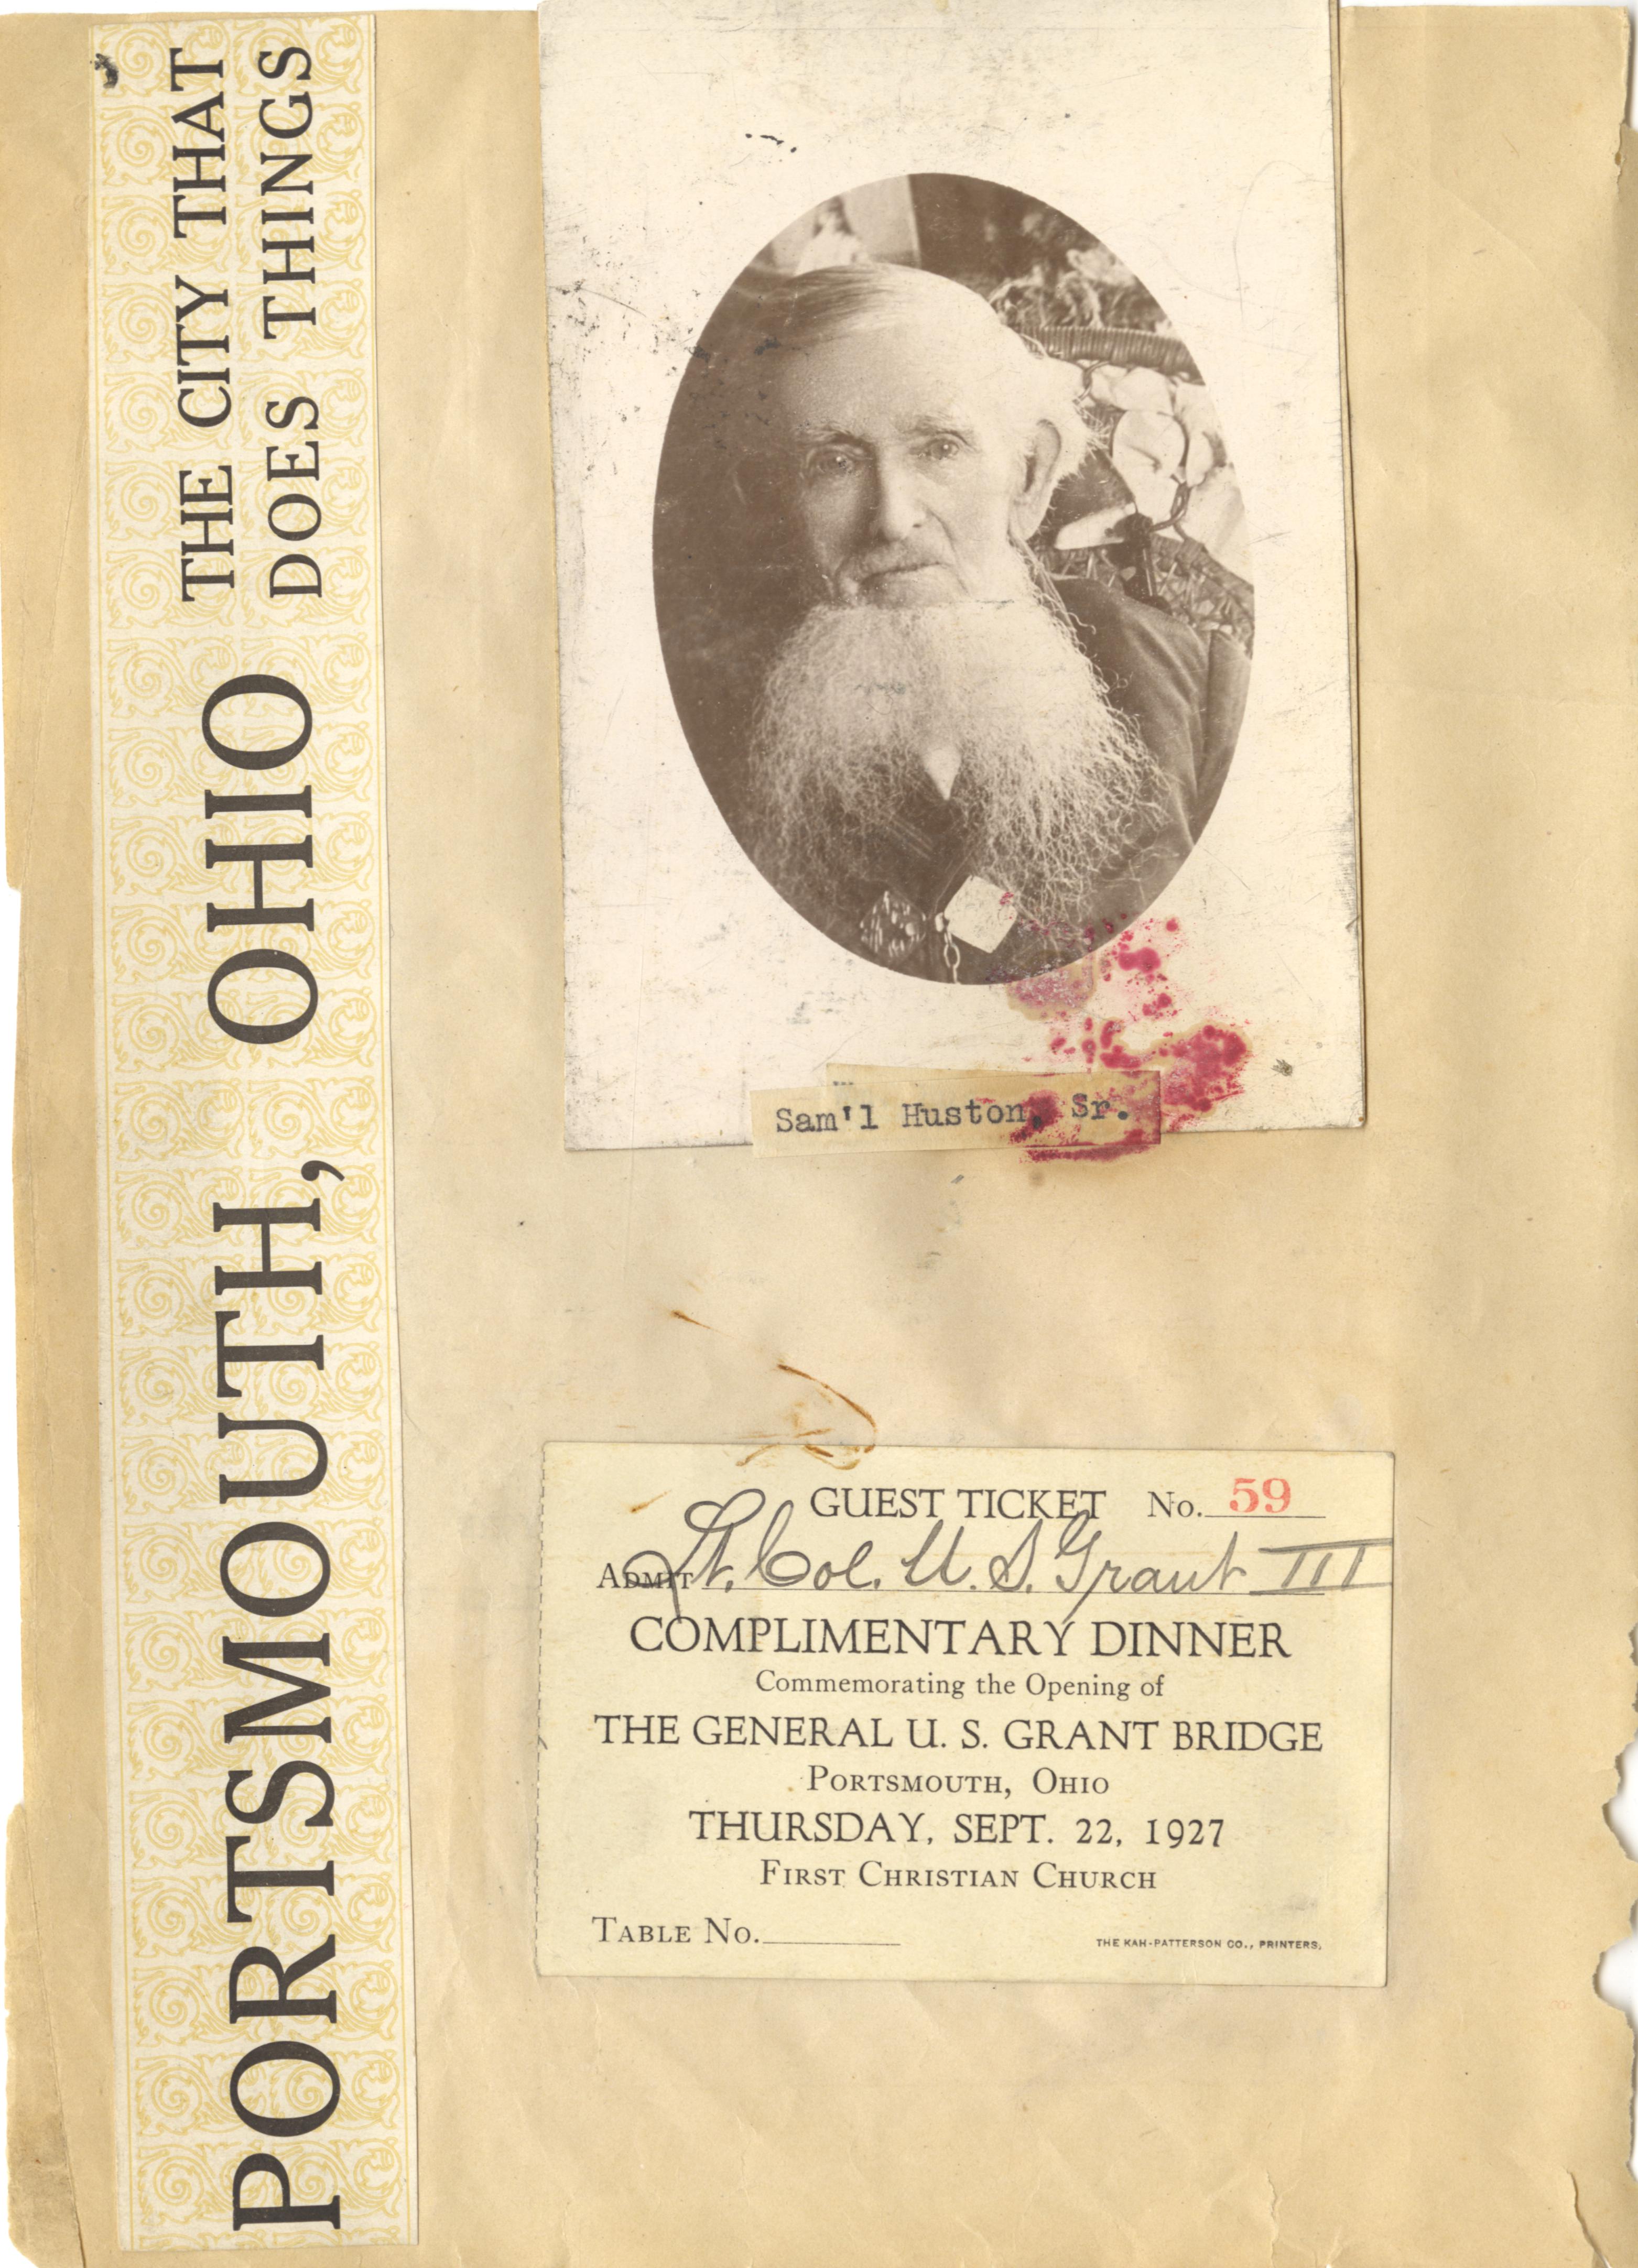 PORTSMOUTH, OHIO
THE CITY THAT
DOES THINGS
Sam'l Huston, Sr.
GUEST TICKET No. 59
ADMIT Lt. Col. U. S. Grant III
COMPLIMENTARY DINNER
Commemorating the Opening of
THE GENERAL U. S. GRANT BRIDGE
PORTSMOUTH, OHIO
THURSDAY, SEPT. 22, 1927
FIRST CHRISTIAN CHURCH
TABLE NO.
THE KAH-PATTERSON CO., PRINTERS,